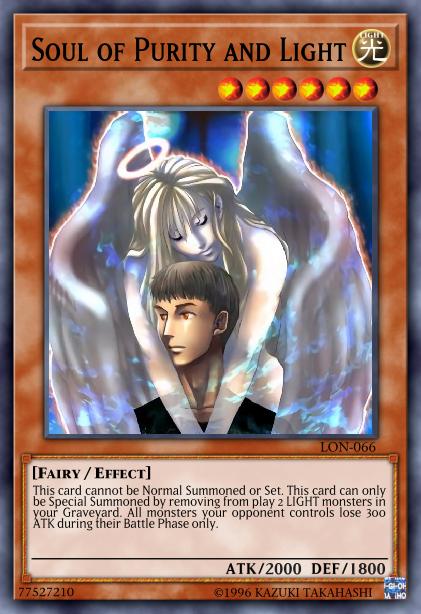 SOUL OF PURITY AND LIGHT
LIGHT
光
LON-066
[FAIRY / EFFECT]
This card cannot be Normal Summoned or Set. This card can only
be Special Summoned by removing from play 2 LIGHT monsters in
your Graveyard. All monsters your opponent controls lose 300
ATK during their Battle Phase only.
ATK/2000 DEF/1800
77527210
©1996 KAZUKI TAKAHASHI